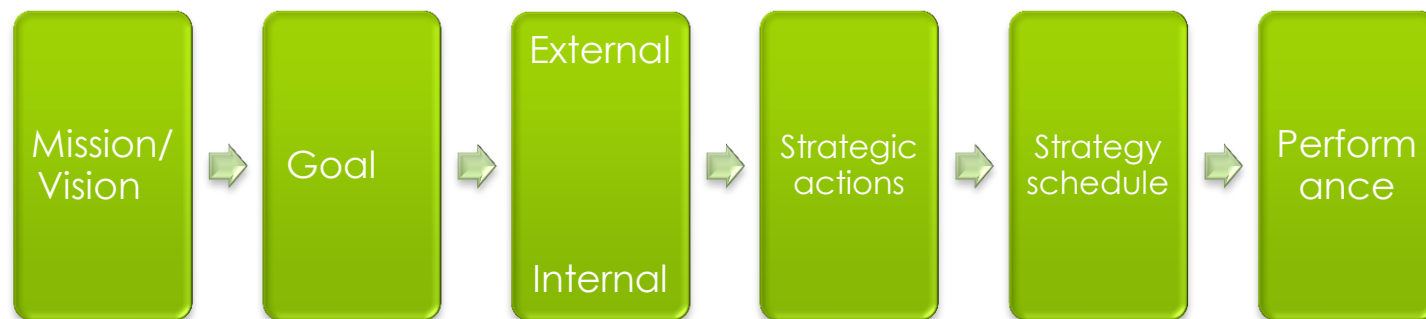 Mission/
Vision
Goal
External
Internal
Strategic
actions
Strategy
schedule
Perform
ance